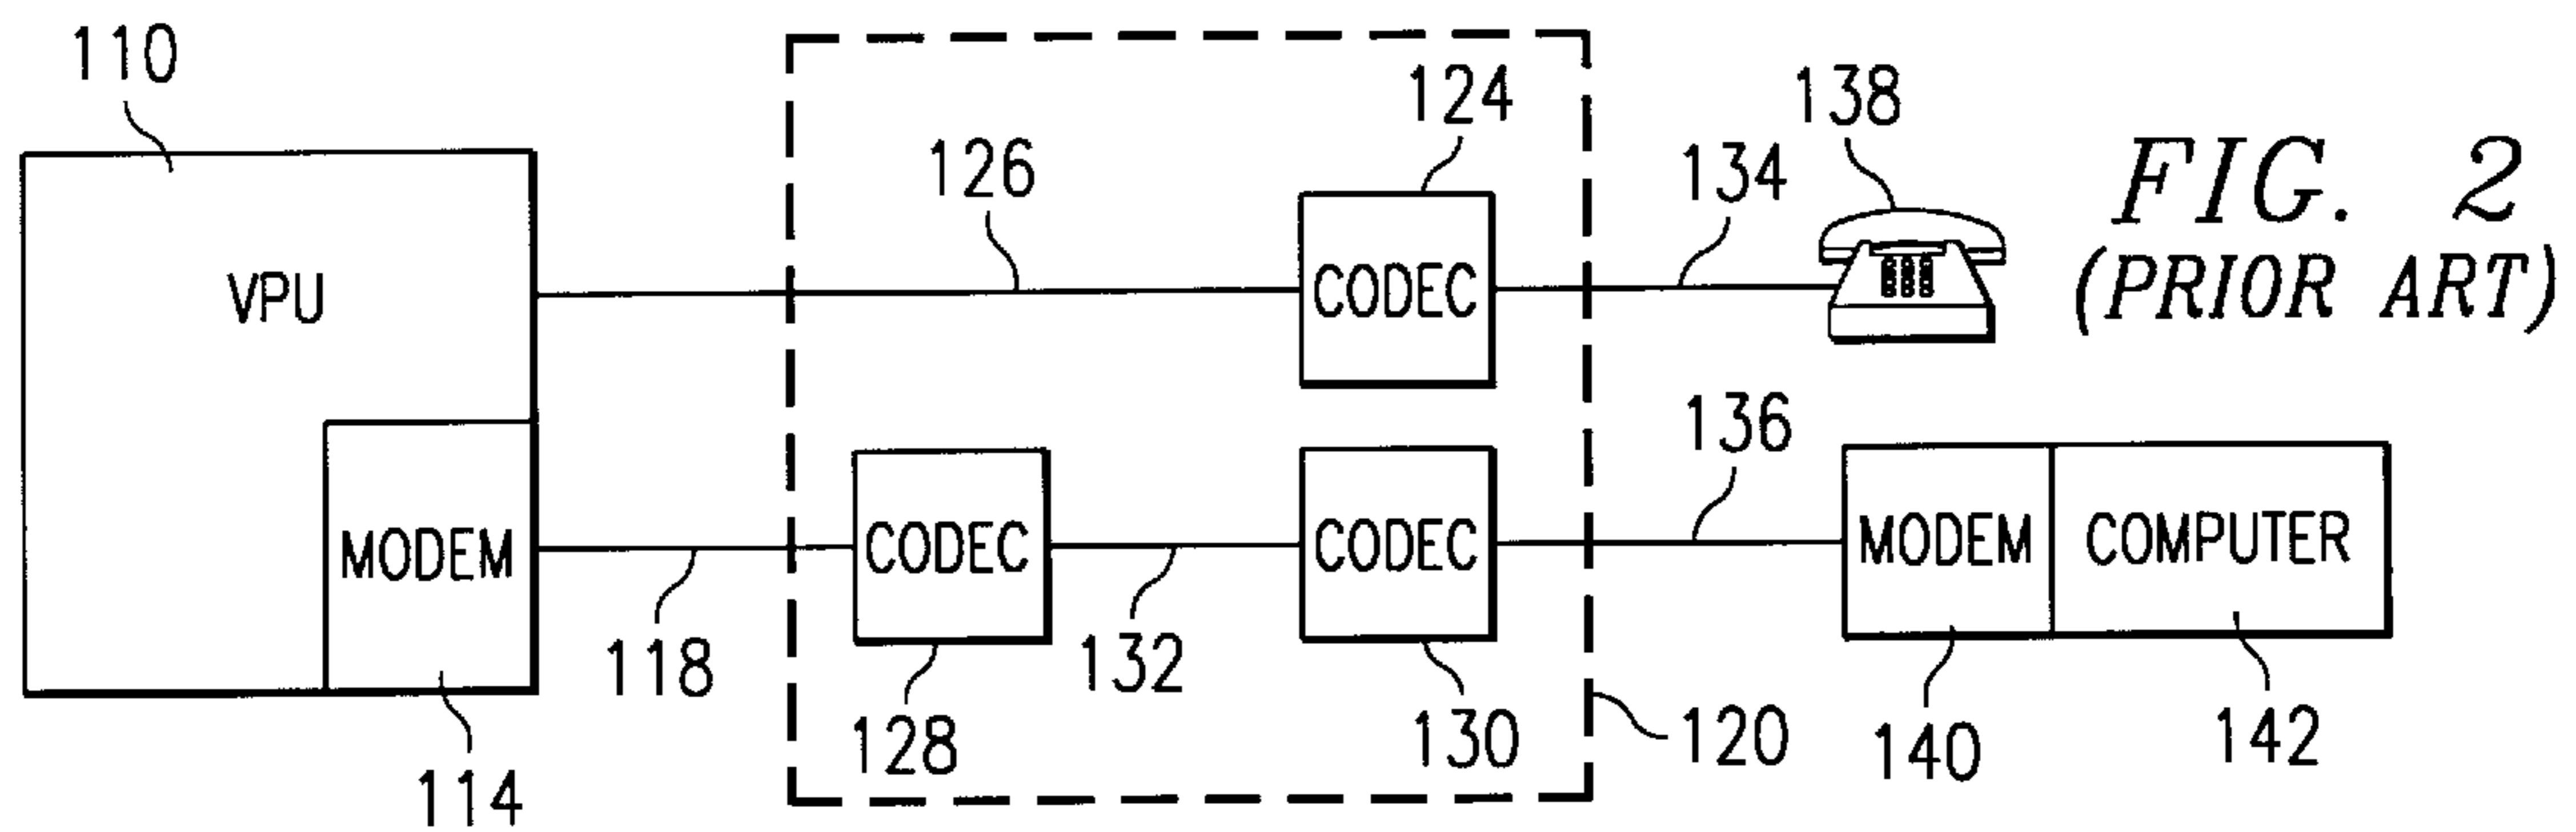 110
124
138
126
134
FIG. 2
(PRIOR ART)
VPU
CODEC
136
MODEM
CODEC
CODEC
MODEM
COMPUTER
118
132
128
130
120
140
142
114